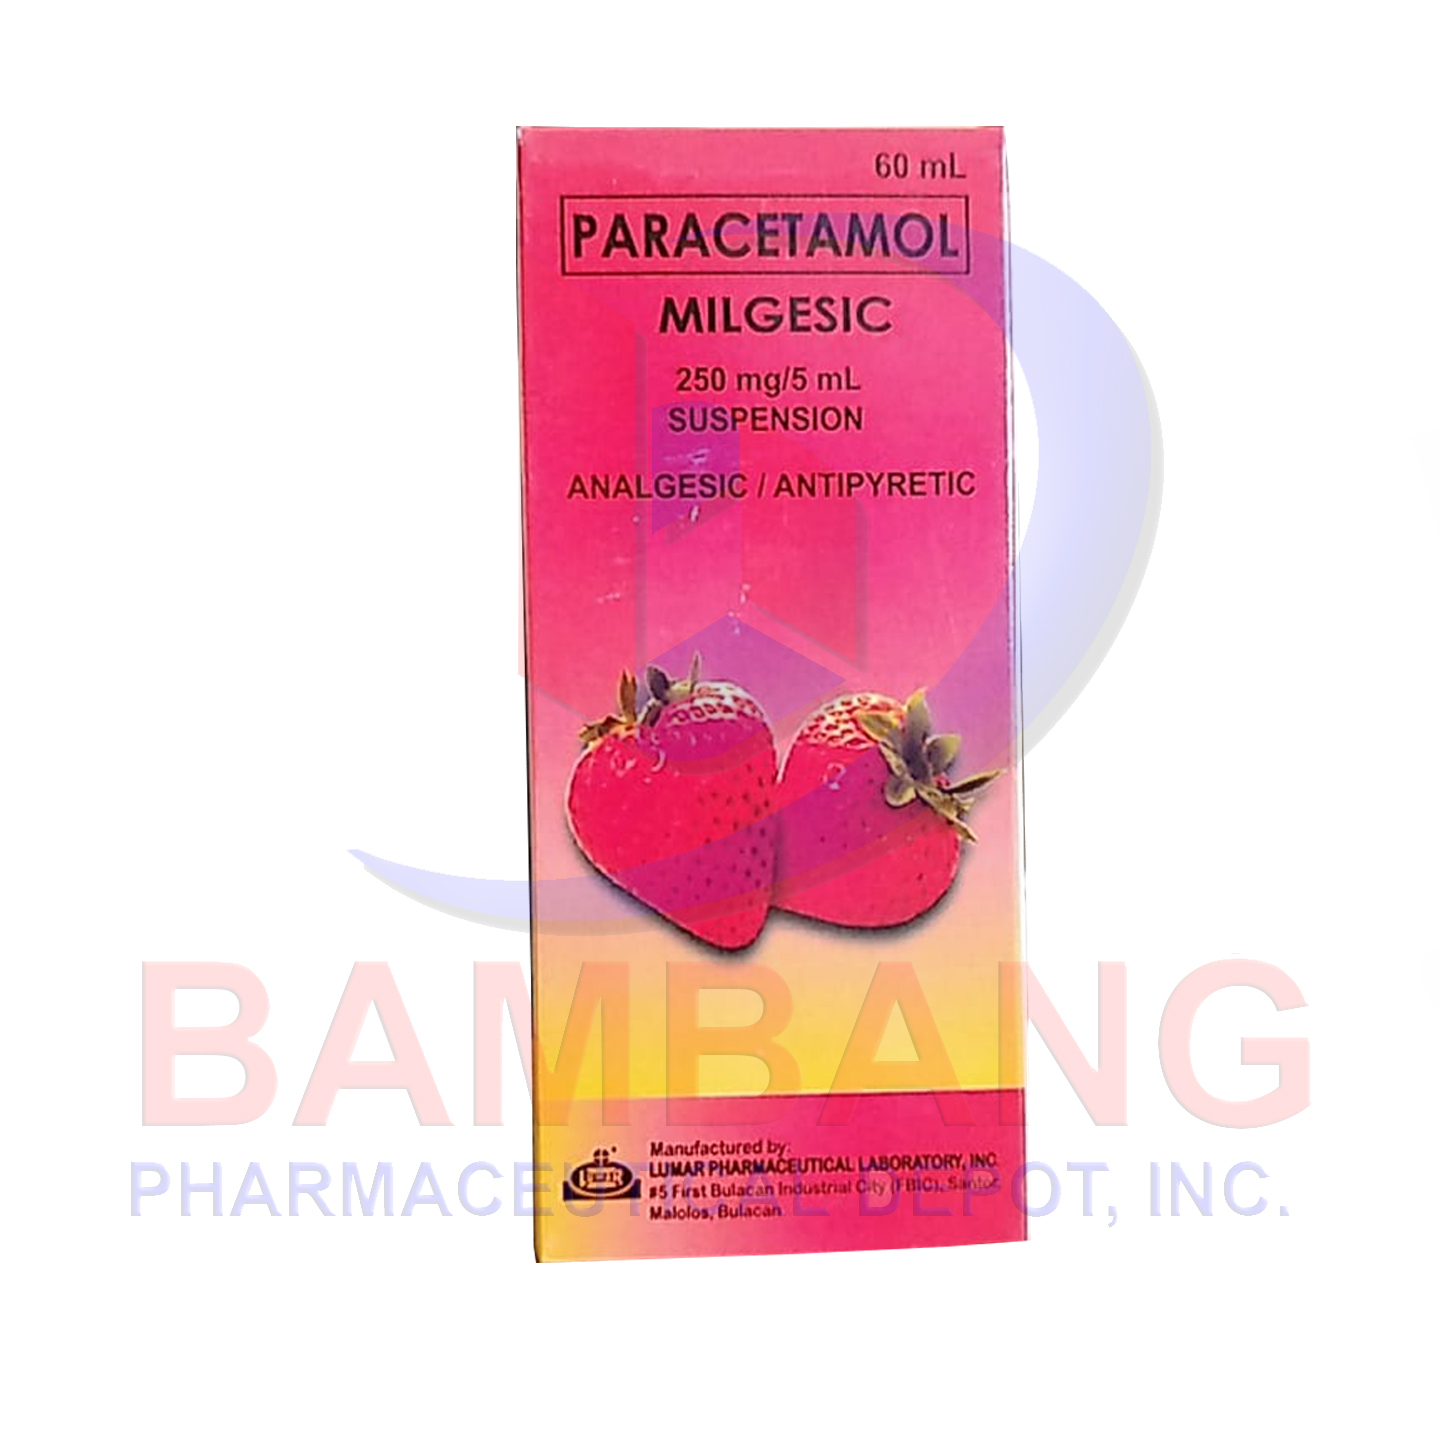 60 mL
PARACETAMOL
MILGESIC
250 mg/5 mL
SUSPENSION
ANALGESIC / ANTIPYRETIC
BAMBANG
PHARMACEUTICAL DEPOT, INC.
Manufactured by:
LUMAR PHARMACEUTICAL LABORATORY, INC.
LUMAR
#5 First Bulacan Industrial City (FBIC), Santor
Malolos, Bulacan